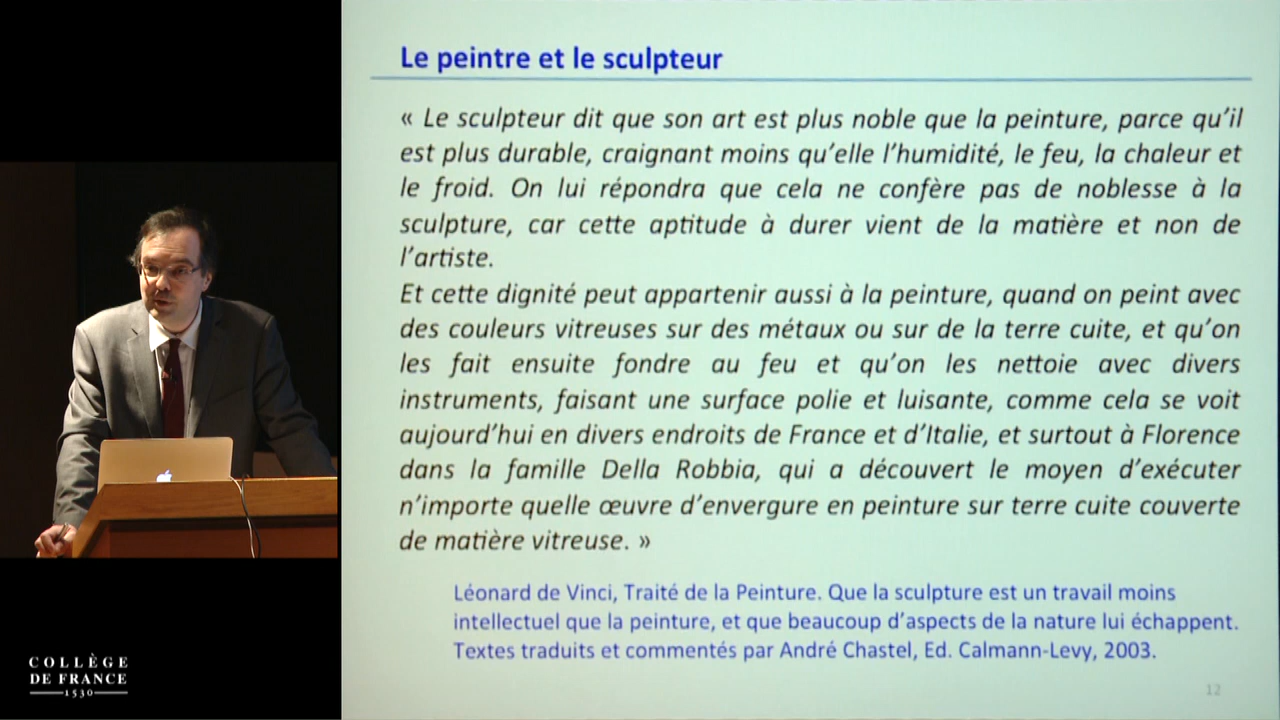 Le peintre et le sculpteur
« Le sculpteur dit que son art est plus noble que la peinture, parce qu’il
est plus durable, craignant moins qu’elle l’humidité, le feu, la chaleur et
le froid. On lui répondra que cela ne confère pas de noblesse à la
sculpture, car cette aptitude à durer vient de la matière et non de
l’artiste.
Et cette dignité peut appartenir aussi à la peinture, quand on peint avec
des couleurs vitreuses sur des métaux ou sur de la terre cuite, et qu’on
les fait ensuite fondre au feu et qu’on les nettoie avec divers
instruments, faisant une surface polie et luisante, comme cela se voit
aujourd’hui en divers endroits de France et d’Italie, et surtout à Florence
dans la famille Della Robbia, qui a découvert le moyen d’exécuter
n’importe quelle œuvre d’envergure en peinture sur terre cuite couverte
de matière vitreuse. »
Léonard de Vinci, Traité de la Peinture. Que la sculpture est un travail moins
intellectuel que la peinture, et que beaucoup d’aspects de la nature lui échappent.
Textes traduits et commentés par André Chastel, Ed. Calmann-Levy, 2003.
12
COLLÈGE
DE FRANCE
1530